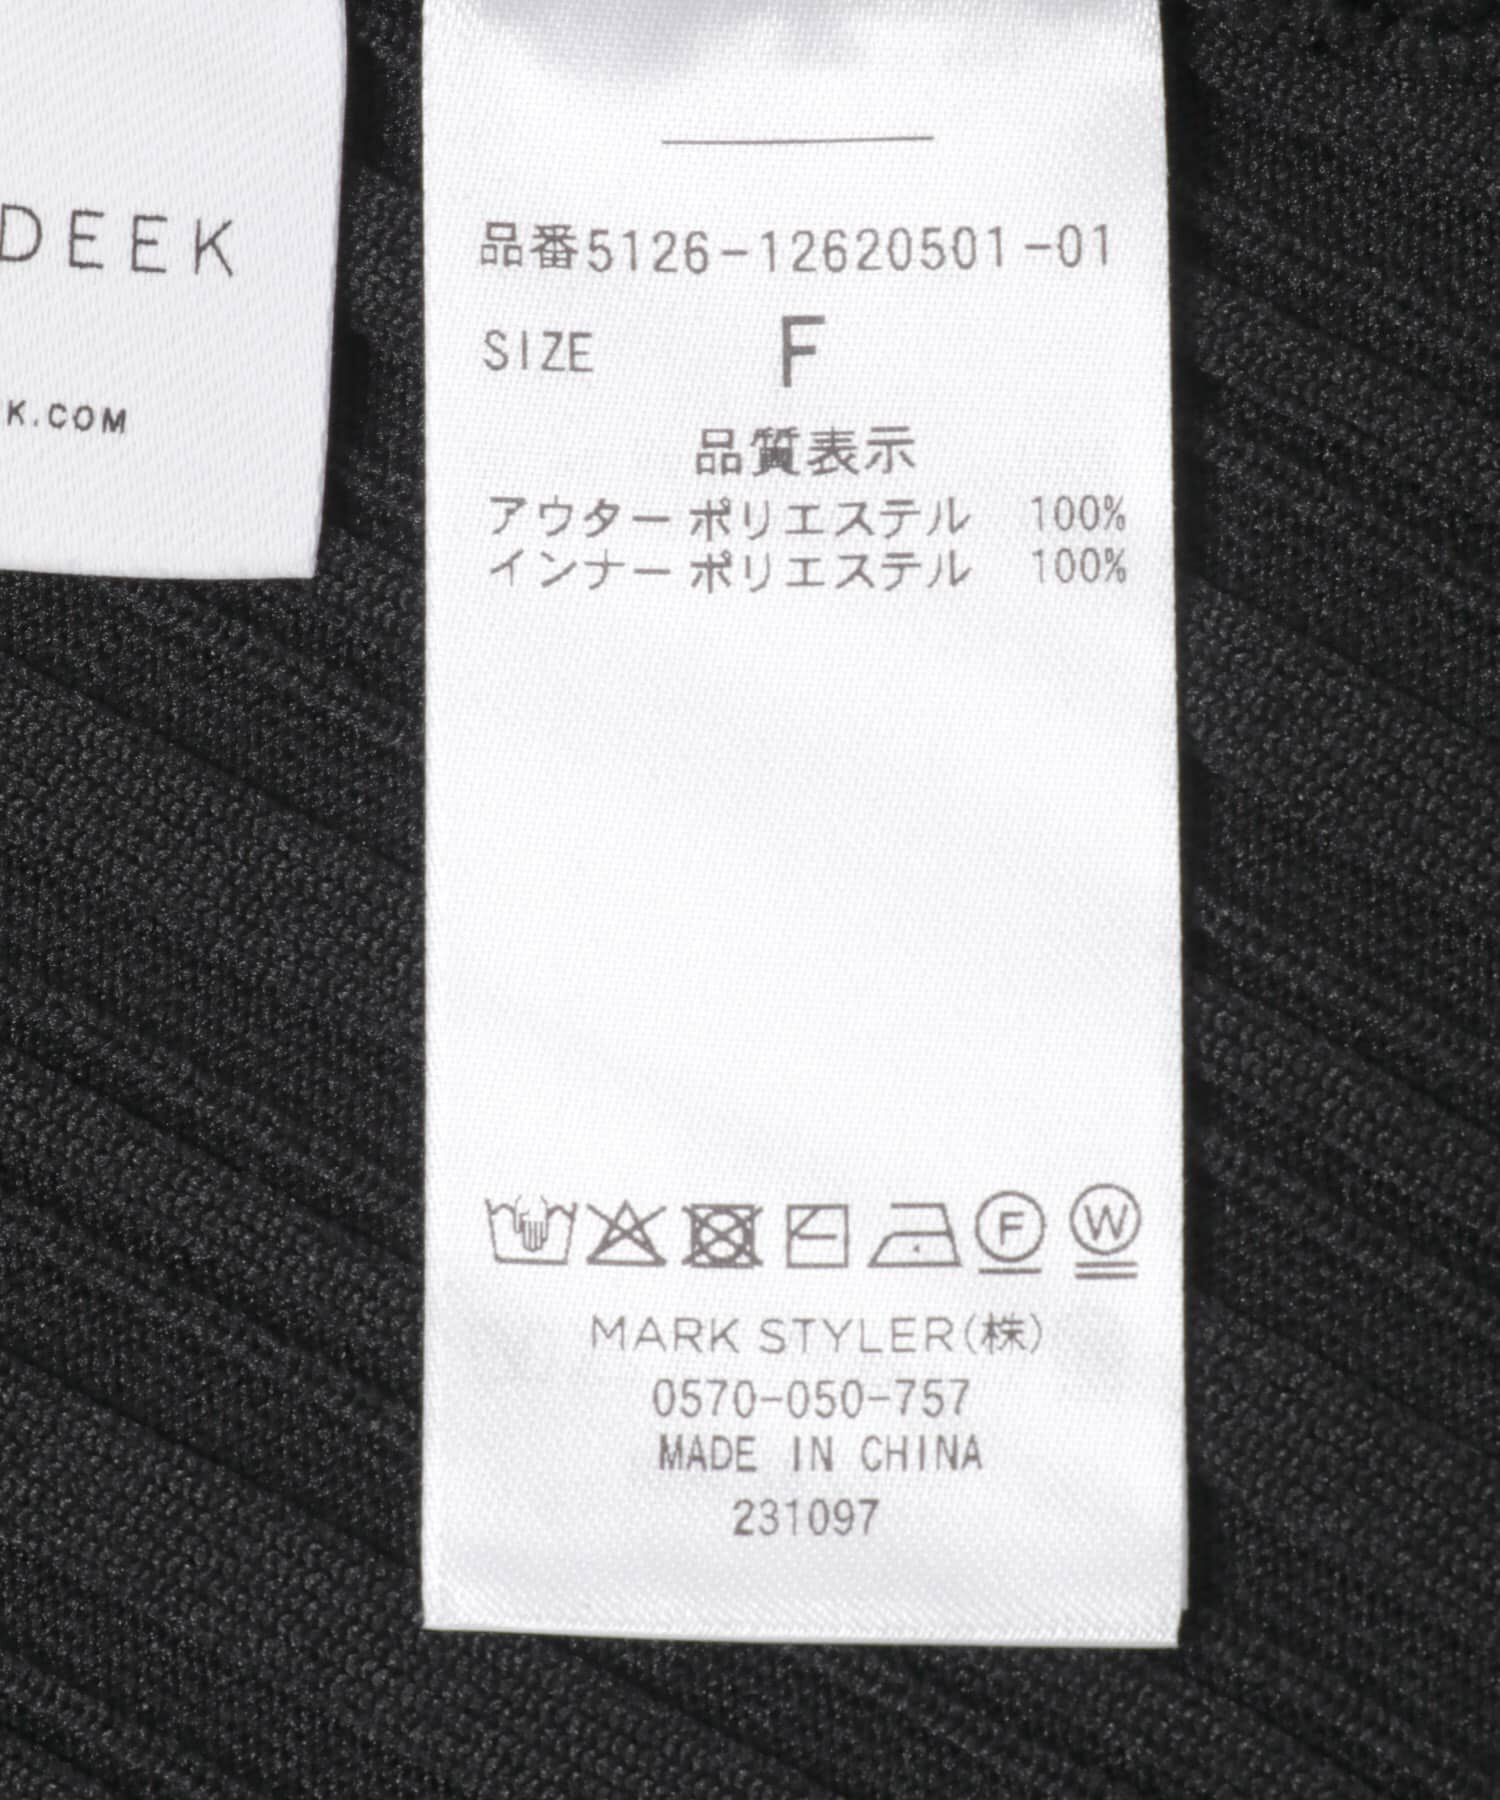 DEEK
K.COM
品番5126-12620501-01
SIZE F
品質表示
アウター ポリエステル 100%
インナー ポリエステル 100%
F W
MARK STYLER(株)
0570-050-757
MADE IN CHINA
231097